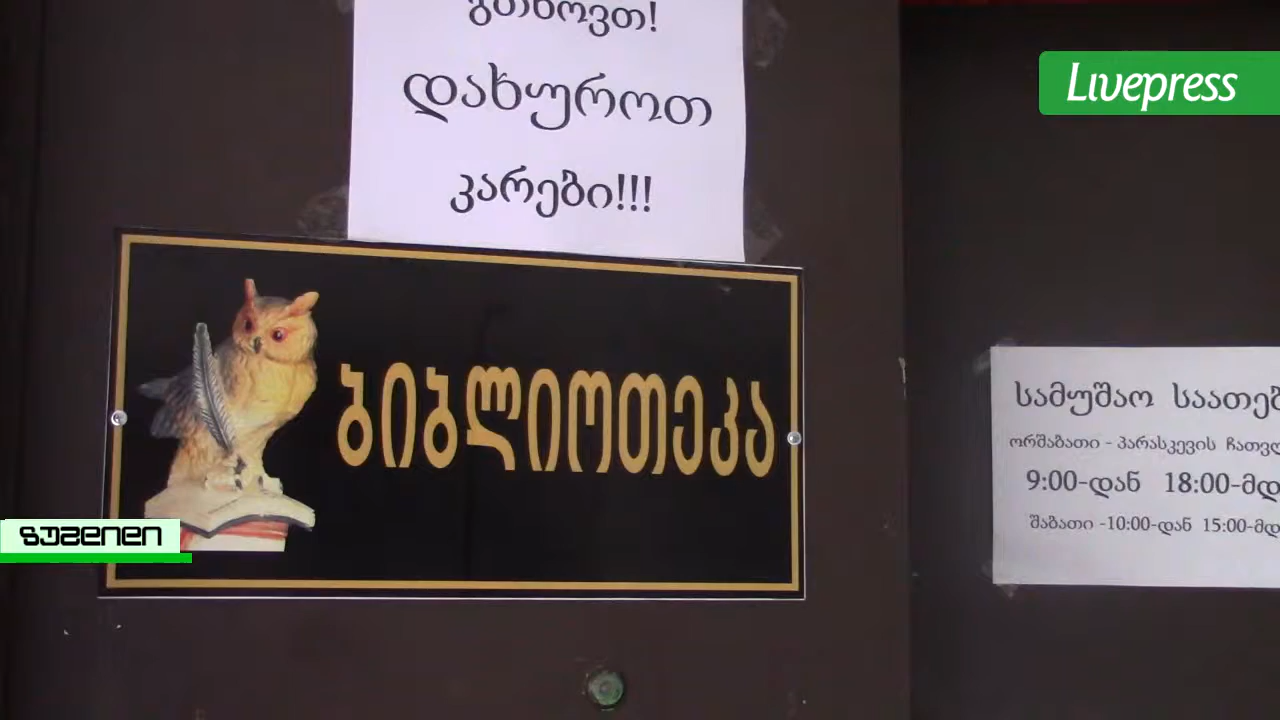 გთხოვთ!
დახუროთ
კარები!!!
Livepress
ბიბლიოთეკა
სამუშაო საათებ
ორშაბათი - პარასკევის ჩათვლ
9:00-დან 18:00-მდ
შაბათი -10:00-დან 15:00-მდ
ზუგდიდი